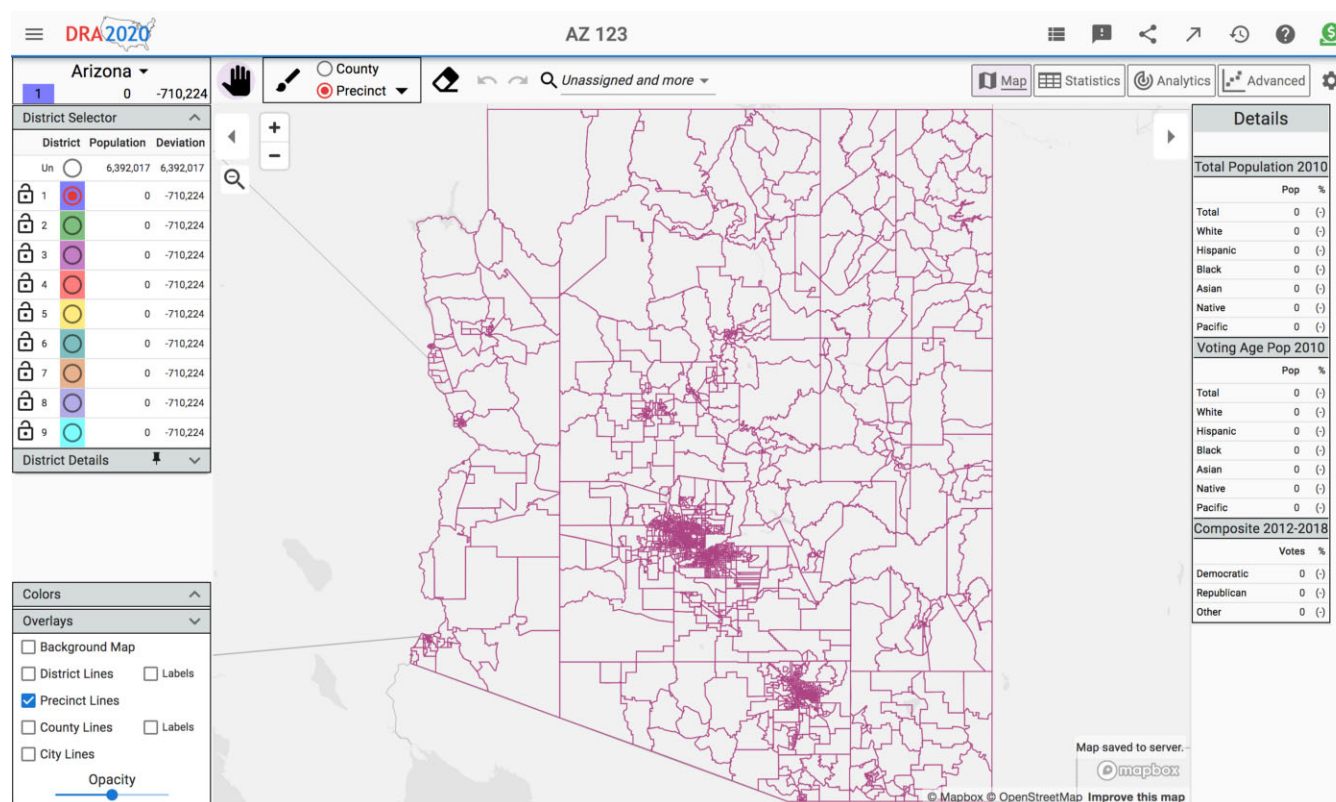 DRA2020
AZ 123
Arizona
1 0 -710,224
County
Precinct
Unassigned and more
Map
Statistics
Analytics
Advanced
District Selector
District Population Deviation
Un 6,392,017 6,392,017
1 0 -710,224
2 0 -710,224
3 0 -710,224
4 0 -710,224
5 0 -710,224
6 0 -710,224
7 0 -710,224
8 0 -710,224
9 0 -710,224
District Details
Colors
Overlays
Background Map
District Lines Labels
Precinct Lines
County Lines Labels
City Lines
Opacity
+
−
Details
Total Population 2010
Pop %
Total 0 (-)
White 0 (-)
Hispanic 0 (-)
Black 0 (-)
Asian 0 (-)
Native 0 (-)
Pacific 0 (-)
Voting Age Pop 2010
Pop %
Total 0 (-)
White 0 (-)
Hispanic 0 (-)
Black 0 (-)
Asian 0 (-)
Native 0 (-)
Pacific 0 (-)
Composite 2012-2018
Votes %
Democratic 0 (-)
Republican 0 (-)
Other 0 (-)
Map saved to server.
mapbox
© Mapbox © OpenStreetMap Improve this map